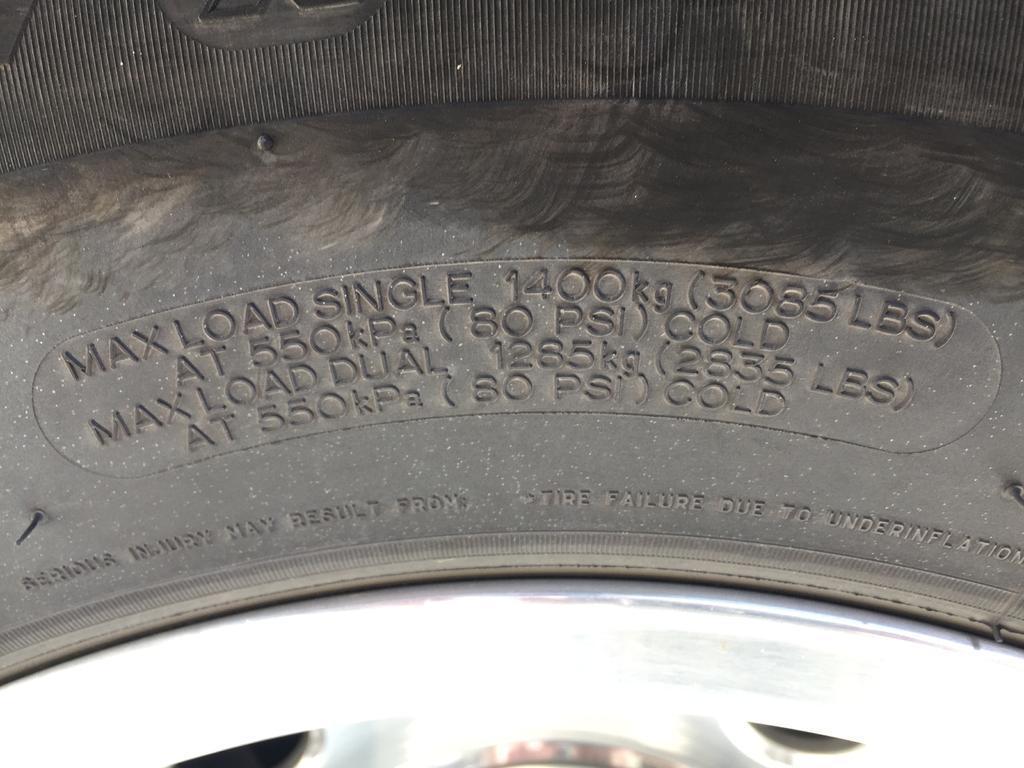 MAX LOAD SINGLE 1400kg (3085 LBS)
AT 550kPa (80 PSI) COLD
MAX LOAD DUAL 1285kg (2835 LBS)
AT 550kPa (80 PSI) COLD
SERIOUS INJURY MAY RESULT FROM: •TIRE FAILURE DUE TO UNDERINFLATION